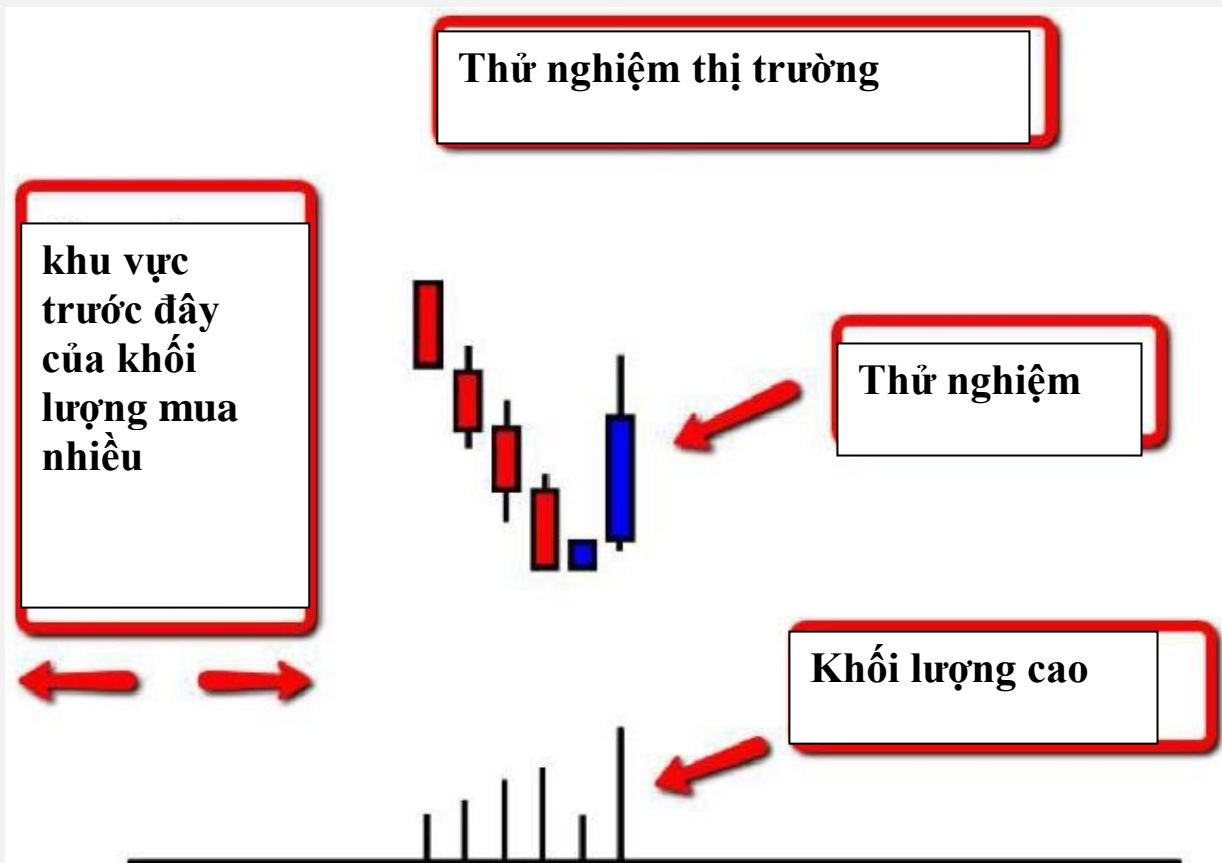 Thử nghiệm thị trường
khu vực
trước đây
của khối
lượng mua
nhiều
Thử nghiệm
Khối lượng cao